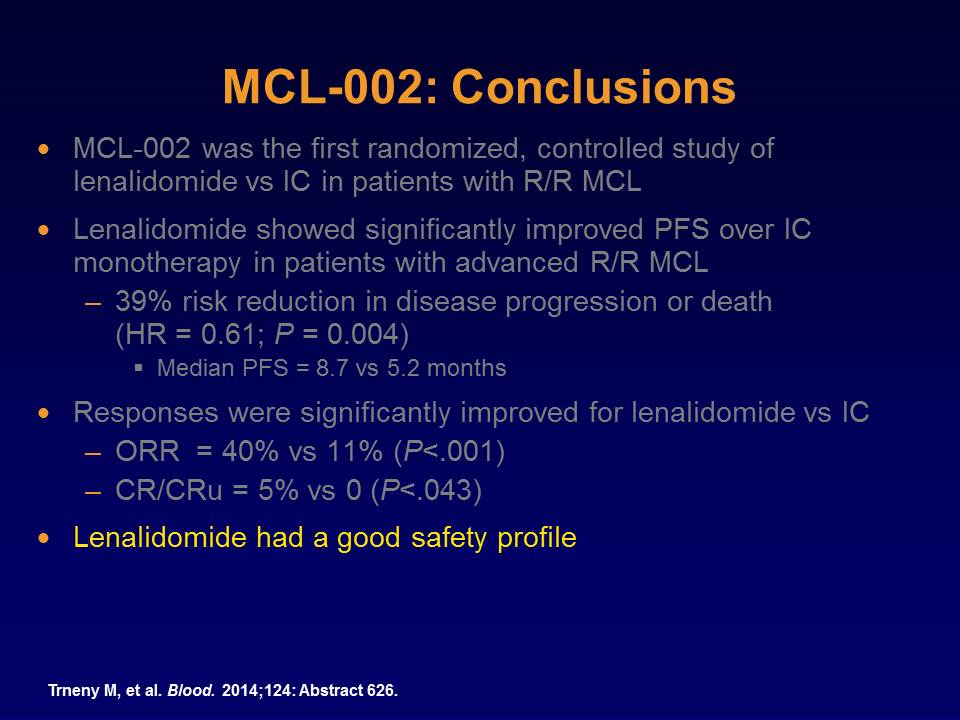 MCL-002: Conclusions
• MCL-002 was the first randomized, controlled study of
lenalidomide vs IC in patients with R/R MCL
• Lenalidomide showed significantly improved PFS over IC
monotherapy in patients with advanced R/R MCL
– 39% risk reduction in disease progression or death
(HR = 0.61; P = 0.004)
▪ Median PFS = 8.7 vs 5.2 months
• Responses were significantly improved for lenalidomide vs IC
– ORR = 40% vs 11% (P<.001)
– CR/CRu = 5% vs 0 (P<.043)
• Lenalidomide had a good safety profile
Trneny M, et al. Blood. 2014;124: Abstract 626.